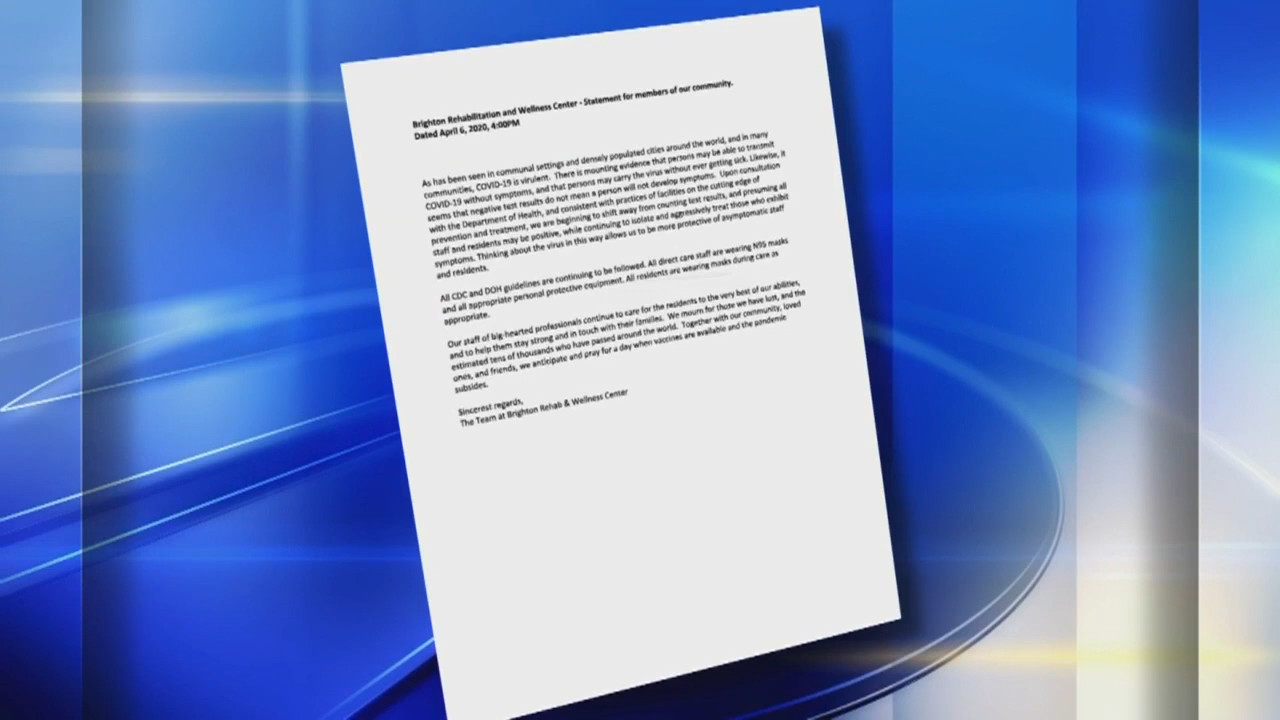 Brighton Rehabilitation and Wellness Center - Statement for members of our community.
Dated April 6, 2020, 4:00PM
As has been seen in communal settings and densely populated cities around the world, and in many
communities, COVID-19 is virulent. There is mounting evidence that persons may be able to transmit
COVID-19 without symptoms, and that persons may carry the virus without ever getting sick. Likewise, it
seems that negative test results do not mean a person will not develop symptoms. Upon consultation
with the Department of Health, and consistent with practices of facilities on the cutting edge of
prevention and treatment, we are beginning to shift away from counting test results, and presuming all
staff and residents may be positive, while continuing to isolate and aggressively treat those who exhibit
symptoms. Thinking about the virus in this way allows us to be more protective of asymptomatic staff
and residents.
All CDC and DOH guidelines are continuing to be followed. All direct care staff are wearing N95 masks
and all appropriate personal protective equipment. All residents are wearing masks during care as
appropriate.
Our staff of big-hearted professionals continue to care for the residents to the very best of our abilities,
and to help them stay strong and in touch with their families. We mourn for those we have lost, and the
estimated tens of thousands who have passed around the world. Together with our community, loved
ones, and friends, we anticipate and pray for a day when vaccines are available and the pandemic
subsides.
Sincerest regards,
The Team at Brighton Rehab & Wellness Center